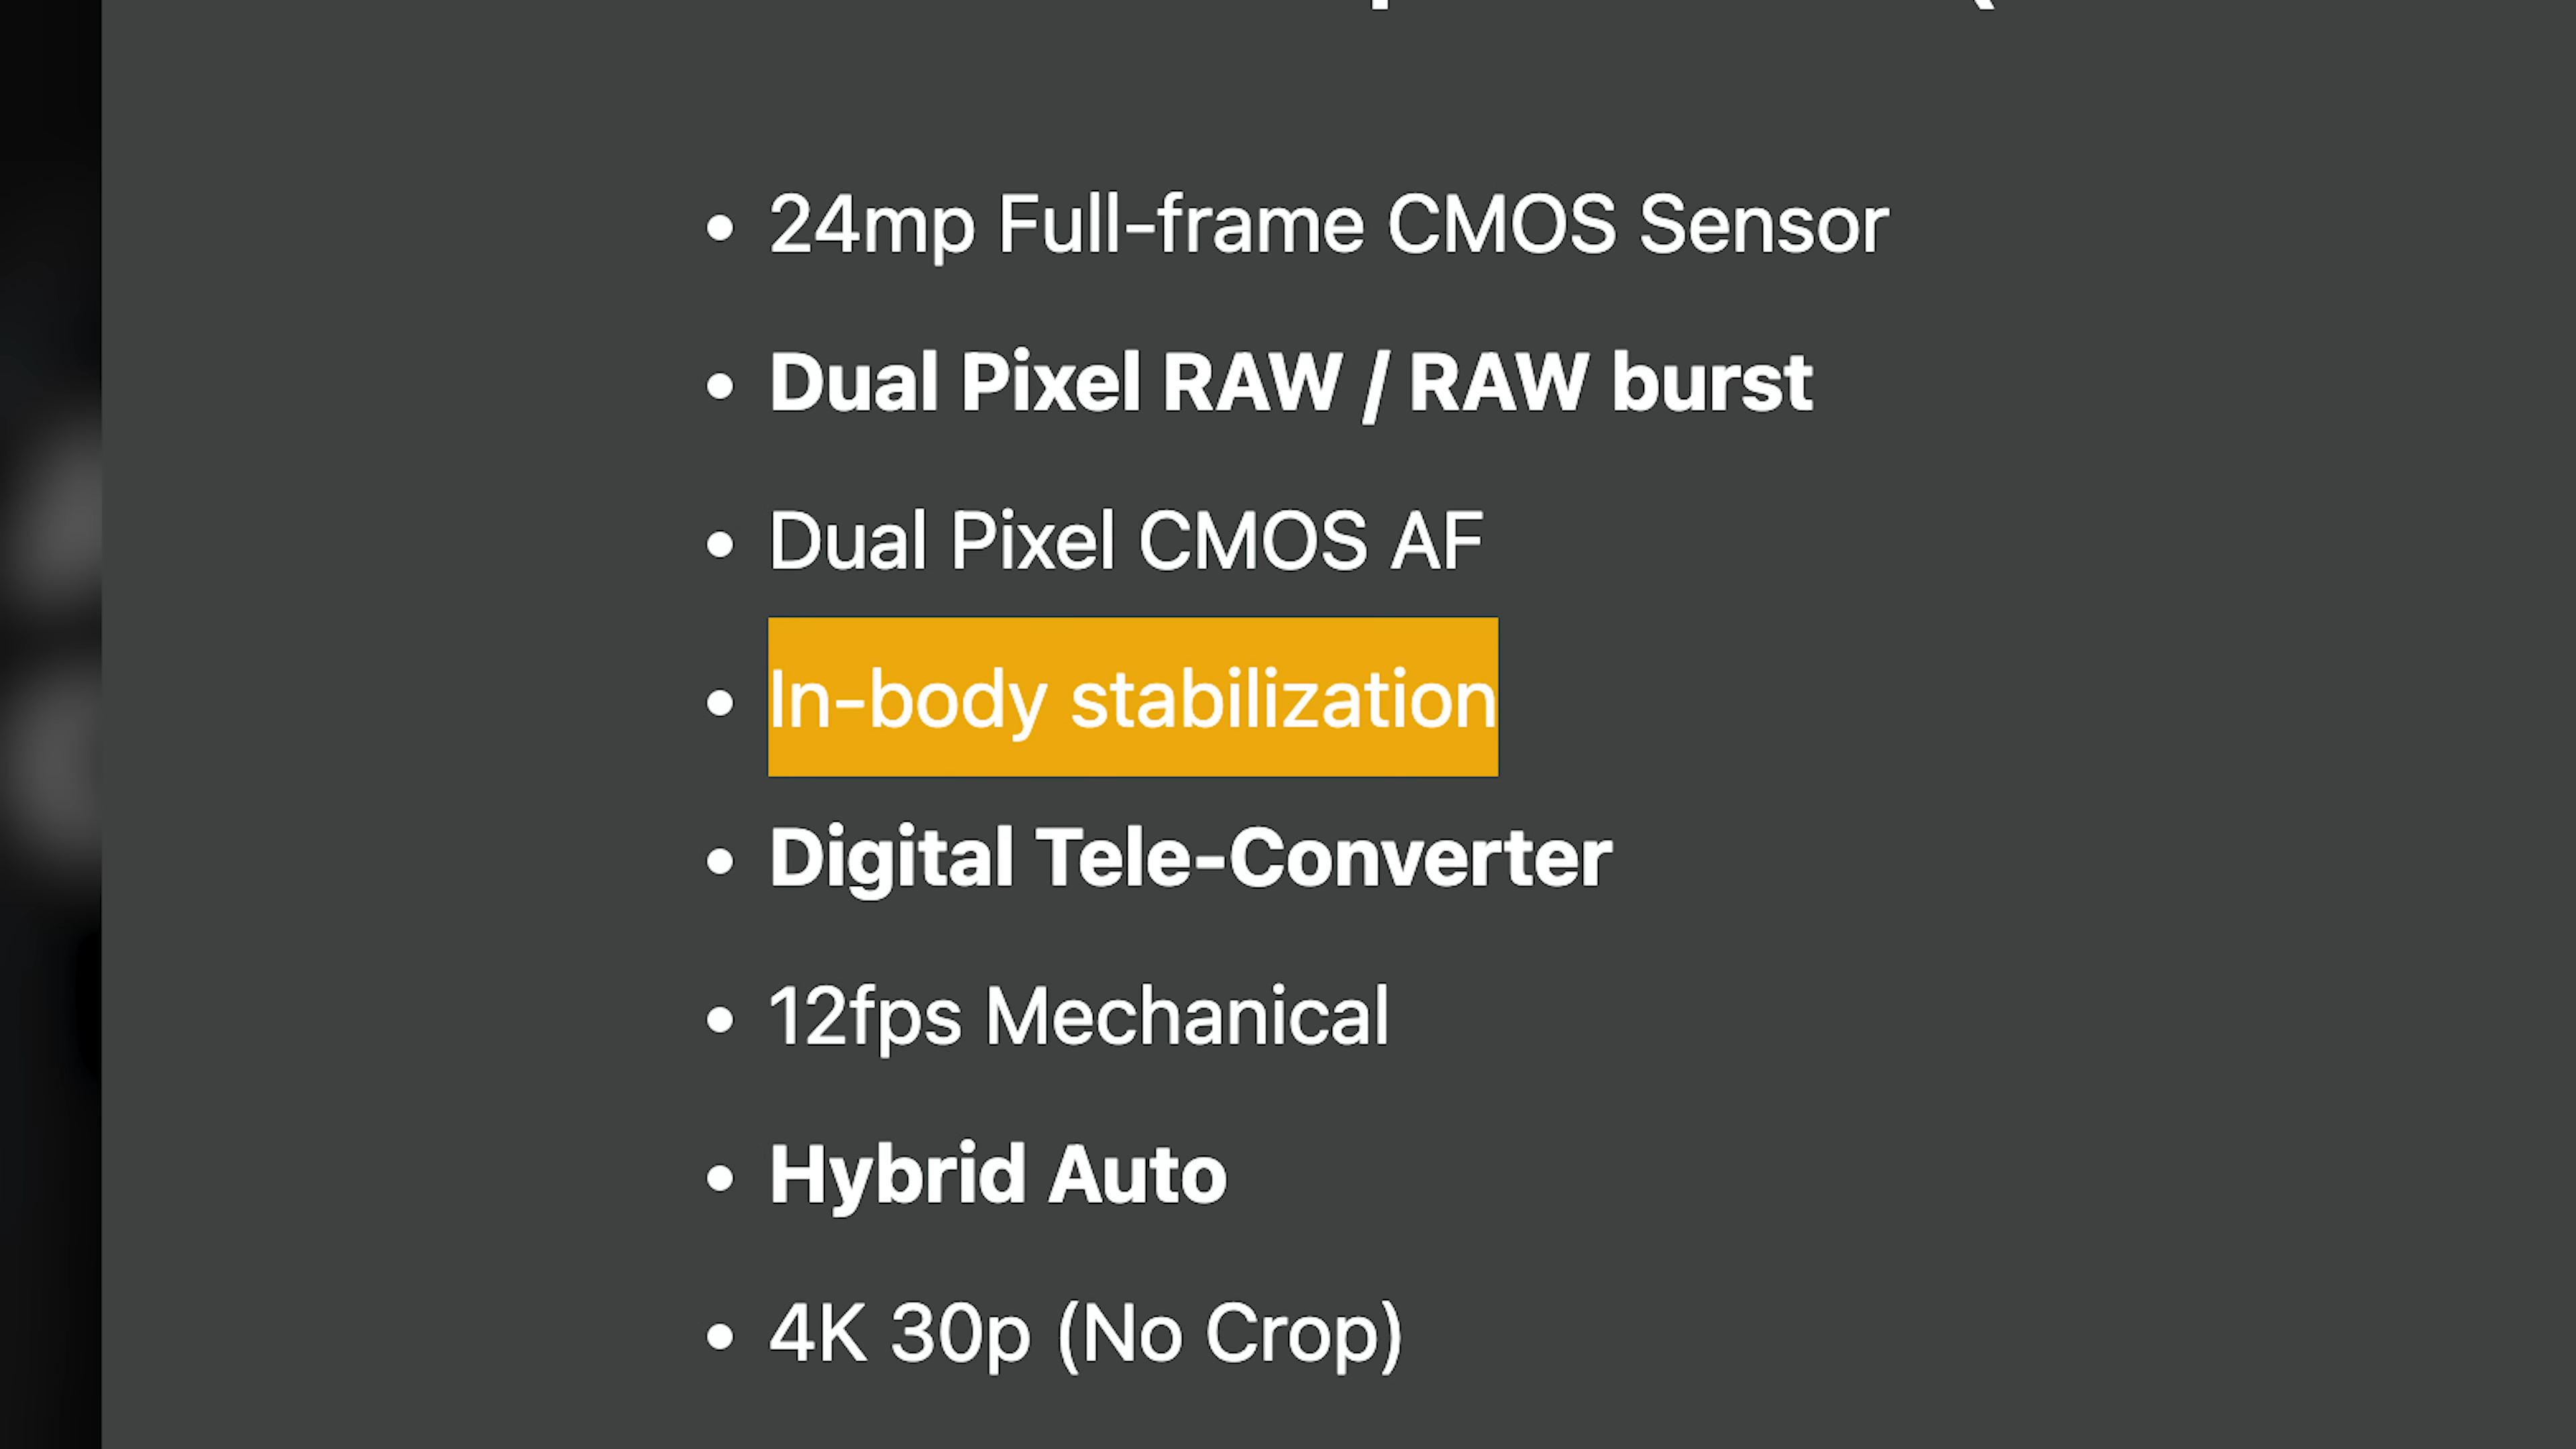 • 24mp Full-frame CMOS Sensor
• Dual Pixel RAW / RAW burst
• Dual Pixel CMOS AF
• In-body stabilization
• Digital Tele-Converter
• 12fps Mechanical
• Hybrid Auto
• 4K 30p (No Crop)